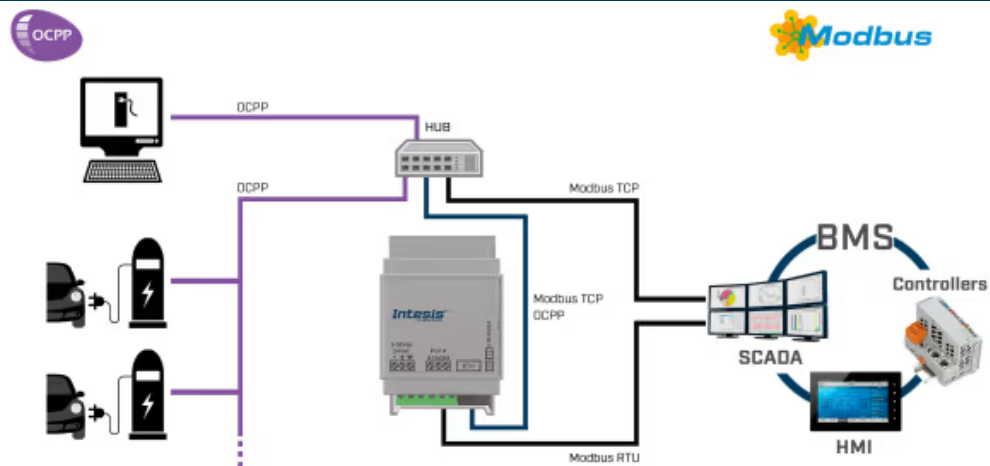 OCPP
Modbus
OCPP
HUB
OCPP
Modbus TCP
BMS
Controllers
Modbus TCP
OCPP
Intesis
SCADA
HMI
Modbus RTU